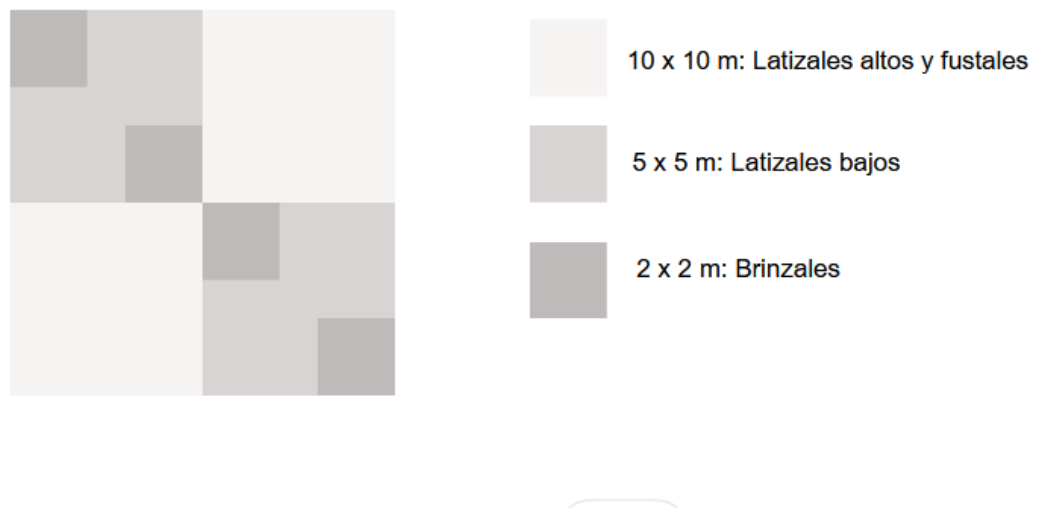 10 x 10 m: Latizales altos y fustales
5 x 5 m: Latizales bajos
2 x 2 m: Brinzales